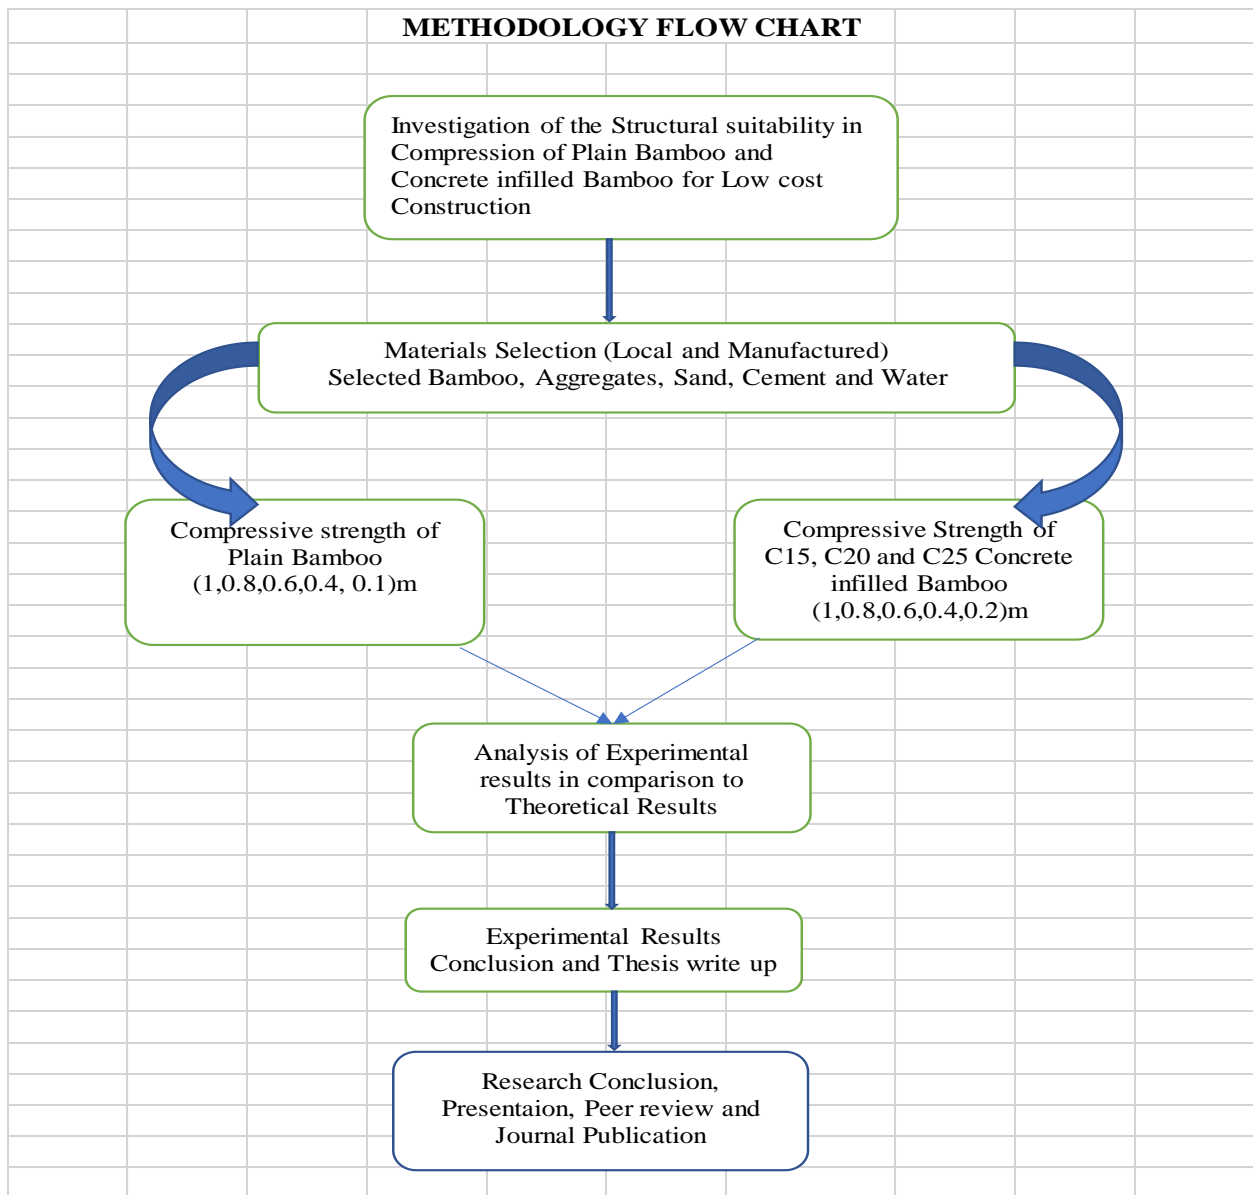 METHODOLOGY FLOW CHART
Investigation of the Structural suitability in
Compression of Plain Bamboo and
Concrete infilled Bamboo for Low cost
Construction
Materials Selection (Local and Manufactured)
Selected Bamboo, Aggregates, Sand, Cement and Water
Compressive strength of
Plain Bamboo
(1,0.8,0.6,0.4, 0.1)m
Compressive Strength of
C15, C20 and C25 Concrete
infilled Bamboo
(1,0.8,0.6,0.4,0.2)m
Analysis of Experimental
results in comparison to
Theoretical Results
Experimental Results
Conclusion and Thesis write up
Research Conclusion,
Presentaion, Peer review and
Journal Publication